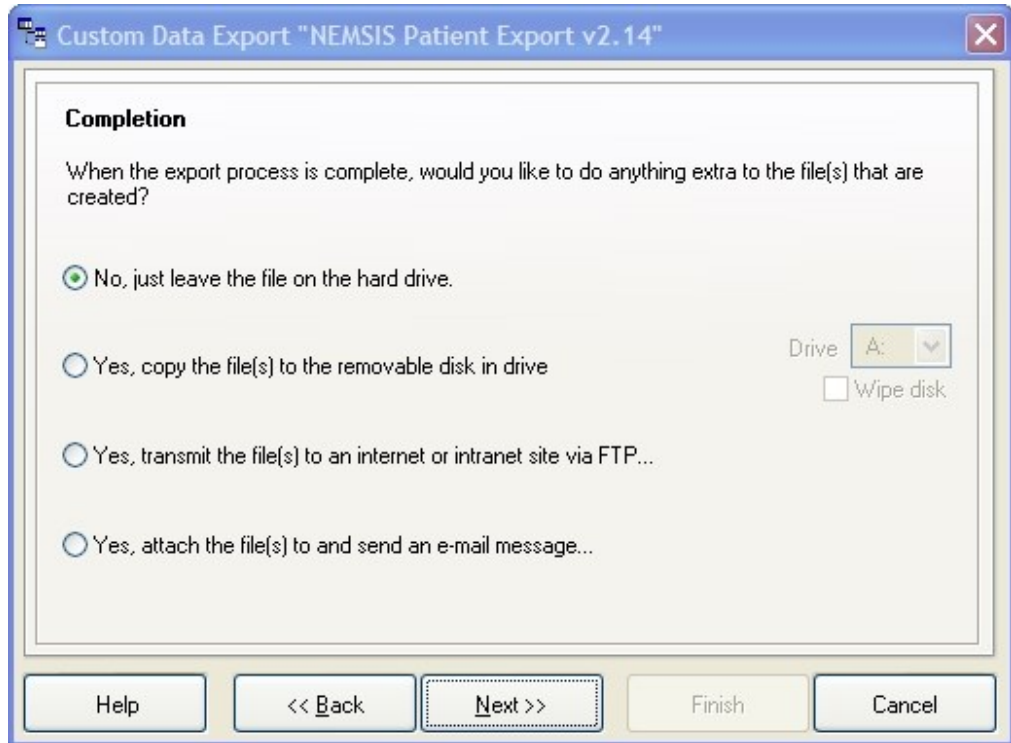 Custom Data Export "NEMSIS Patient Export v2.14"
Completion
When the export process is complete, would you like to do anything extra to the file(s) that are
created?
No, just leave the file on the hard drive.
Yes, copy the file(s) to the removable disk in drive
Drive A:
Wipe disk
Yes, transmit the file(s) to an internet or intranet site via FTP...
Yes, attach the file(s) to and send an e-mail message...
Help << Back Next >> Finish Cancel